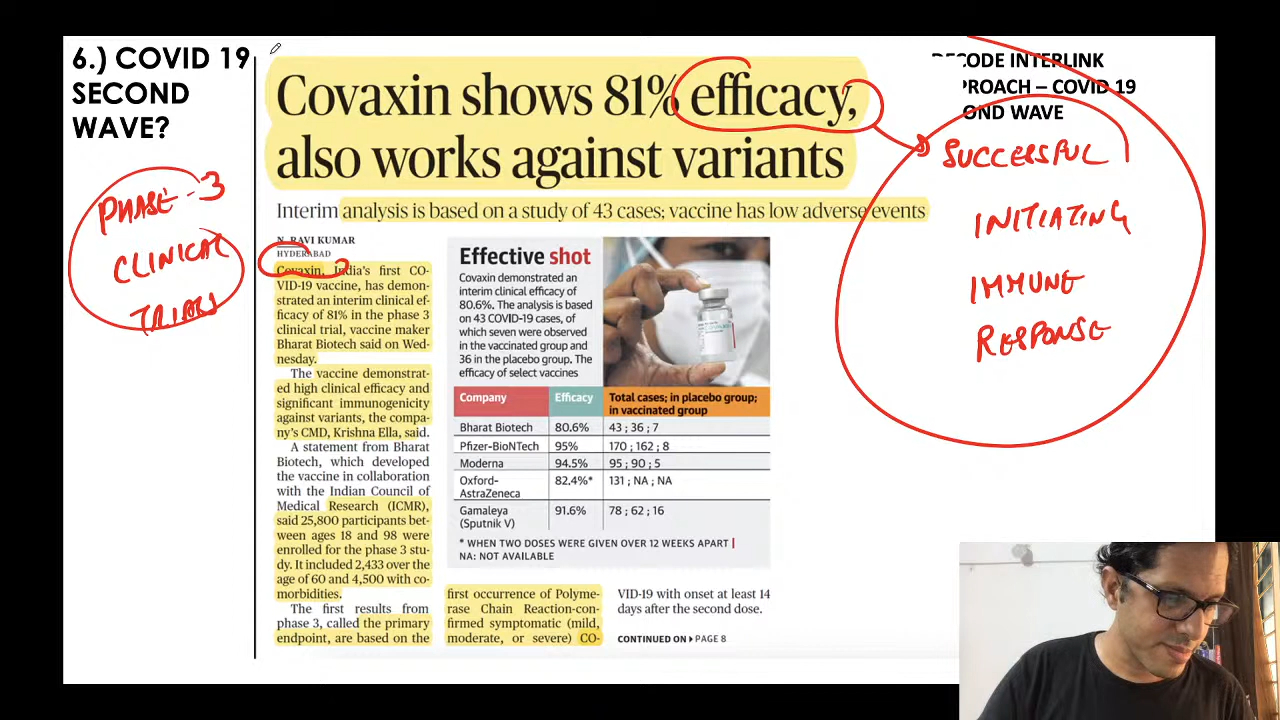 6.) COVID 19
SECOND
WAVE?
PHASE-3
CLINICAL
TRIALS
Covaxin shows 81% efficacy,
also works against variants
Interim analysis is based on a study of 43 cases; vaccine has low adverse events
N. RAVI KUMAR
HYDERABAD
Covaxin, India's first CO-
VID-19 vaccine, has demon-
strated an interim clinical ef-
ficacy of 81% in the phase 3
clinical trial, vaccine maker
Bharat Biotech said on Wed-
nesday.
The vaccine demonstrat-
ed high clinical efficacy and
significant immunogenicity
against variants, the compa-
ny's CMD, Krishna Ella, said.
A statement from Bharat
Biotech, which developed
the vaccine in collaboration
with the Indian Council of
Medical Research (ICMR),
said 25,800 participants bet-
ween ages 18 and 98 were
enrolled for the phase 3 stu-
dy. It included 2,433 over the
age of 60 and 4,500 with co-
morbidities.
The first results from
phase 3, called the primary
endpoint, are based on the
Effective shot
Covaxin demonstrated an
interim clinical efficacy of
80.6%. The analysis is based
on 43 COVID-19 cases, of
which seven were observed
in the vaccinated group and
36 in the placebo group. The
efficacy of select vaccines
Company Efficacy Total cases; in placebo group;
in vaccinated group
Bharat Biotech 80.6% 43 ; 36 ; 7
Pfizer-BioNTech 95% 170 ; 162 ; 8
Moderna 94.5% 95 ; 90 ; 5
Oxford- 82.4%* 131 ; NA ; NA
AstraZeneca
Gamaleya 91.6% 78 ; 62 ; 16
(Sputnik V)
* WHEN TWO DOSES WERE GIVEN OVER 12 WEEKS APART
NA: NOT AVAILABLE
first occurrence of Polyme-
rase Chain Reaction-con-
firmed symptomatic (mild,
moderate, or severe) CO-
VID-19 with onset at least 14
days after the second dose.
CONTINUED ON PAGE 8
INTERLINK
– COVID 19
WAVE
SUCCESSFUL
INITIATING
IMMUNE
RESPONSE